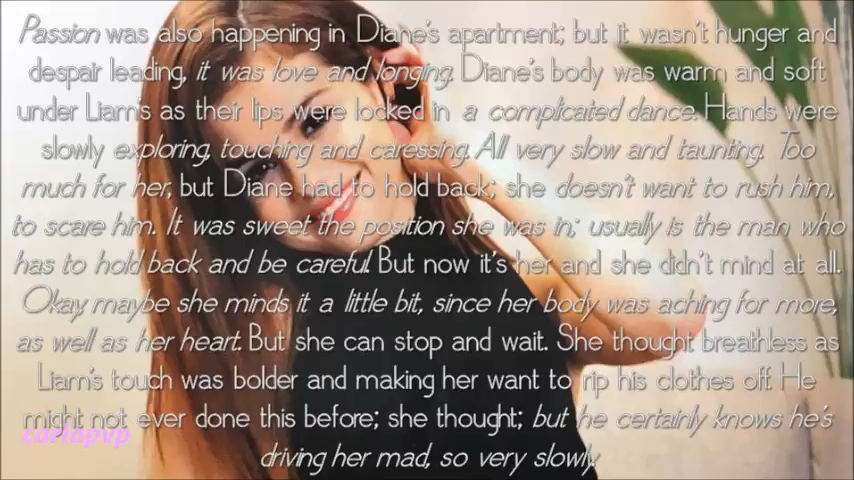 Passion was also happening in Diane's apartment; but it wasn't hunger and
despair leading, it was love and longing. Diane's body was warm and soft
under Liam's as their lips were locked in a complicated dance. Hands were
slowly exploring, touching and caressing. All very slow and taunting. Too
much for her, but Diane had to hold back; she doesn't want to rush him,
to scare him. It was sweet the position she was in; usually is the man who
has to hold back and be careful. But now it's her and she didn't mind at all.
Okay, maybe she minds it a little bit, since her body was aching for more,
as well as her heart. But she can stop and wait. She thought breathless as
Liam's touch was bolder and making her want to rip his clothes off. He
might not ever done this before; she thought; but he certainly knows he's
driving her mad, so very slowly.
carlapvp